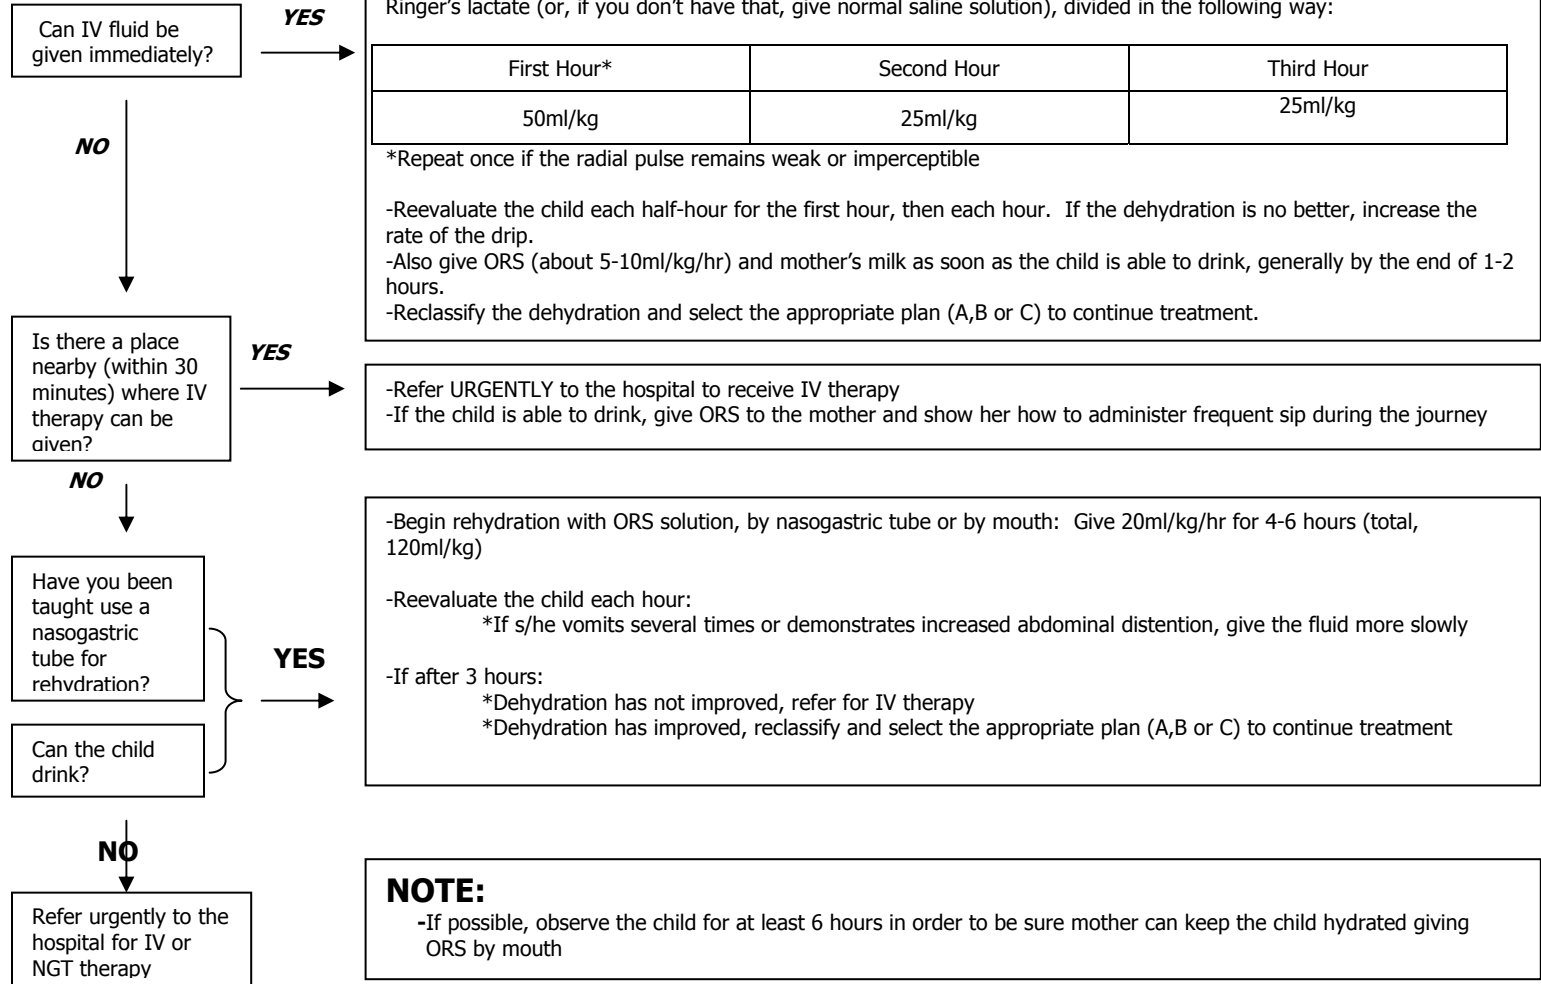 Ringer's lactate (or, if you don't have that, give normal saline solution), divided in the following way:
Can IV fluid be
given immediately?
YES
First Hour*
Second Hour
Third Hour
50ml/kg
25ml/kg
25ml/kg
NO
*Repeat once if the radial pulse remains weak or imperceptible
-Reevaluate the child each half-hour for the first hour, then each hour.  If the dehydration is no better, increase the
rate of the drip.
-Also give ORS (about 5-10ml/kg/hr) and mother's milk as soon as the child is able to drink, generally by the end of 1-2
hours.
-Reclassify the dehydration and select the appropriate plan (A,B or C) to continue treatment.
Is there a place
nearby (within 30
minutes) where IV
therapy can be
given?
YES
-Refer URGENTLY to the hospital to receive IV therapy
-If the child is able to drink, give ORS to the mother and show her how to administer frequent sip during the journey
NO
Have you been
taught use a
nasogastric
tube for
rehydration?
Can the child
drink?
YES
-Begin rehydration with ORS solution, by nasogastric tube or by mouth:  Give 20ml/kg/hr for 4-6 hours (total,
120ml/kg)
-Reevaluate the child each hour:
*If s/he vomits several times or demonstrates increased abdominal distention, give the fluid more slowly
-If after 3 hours:
*Dehydration has not improved, refer for IV therapy
*Dehydration has improved, reclassify and select the appropriate plan (A,B or C) to continue treatment
NO
Refer urgently to the
hospital for IV or
NGT therapy
NOTE:
-If possible, observe the child for at least 6 hours in order to be sure mother can keep the child hydrated giving
ORS by mouth